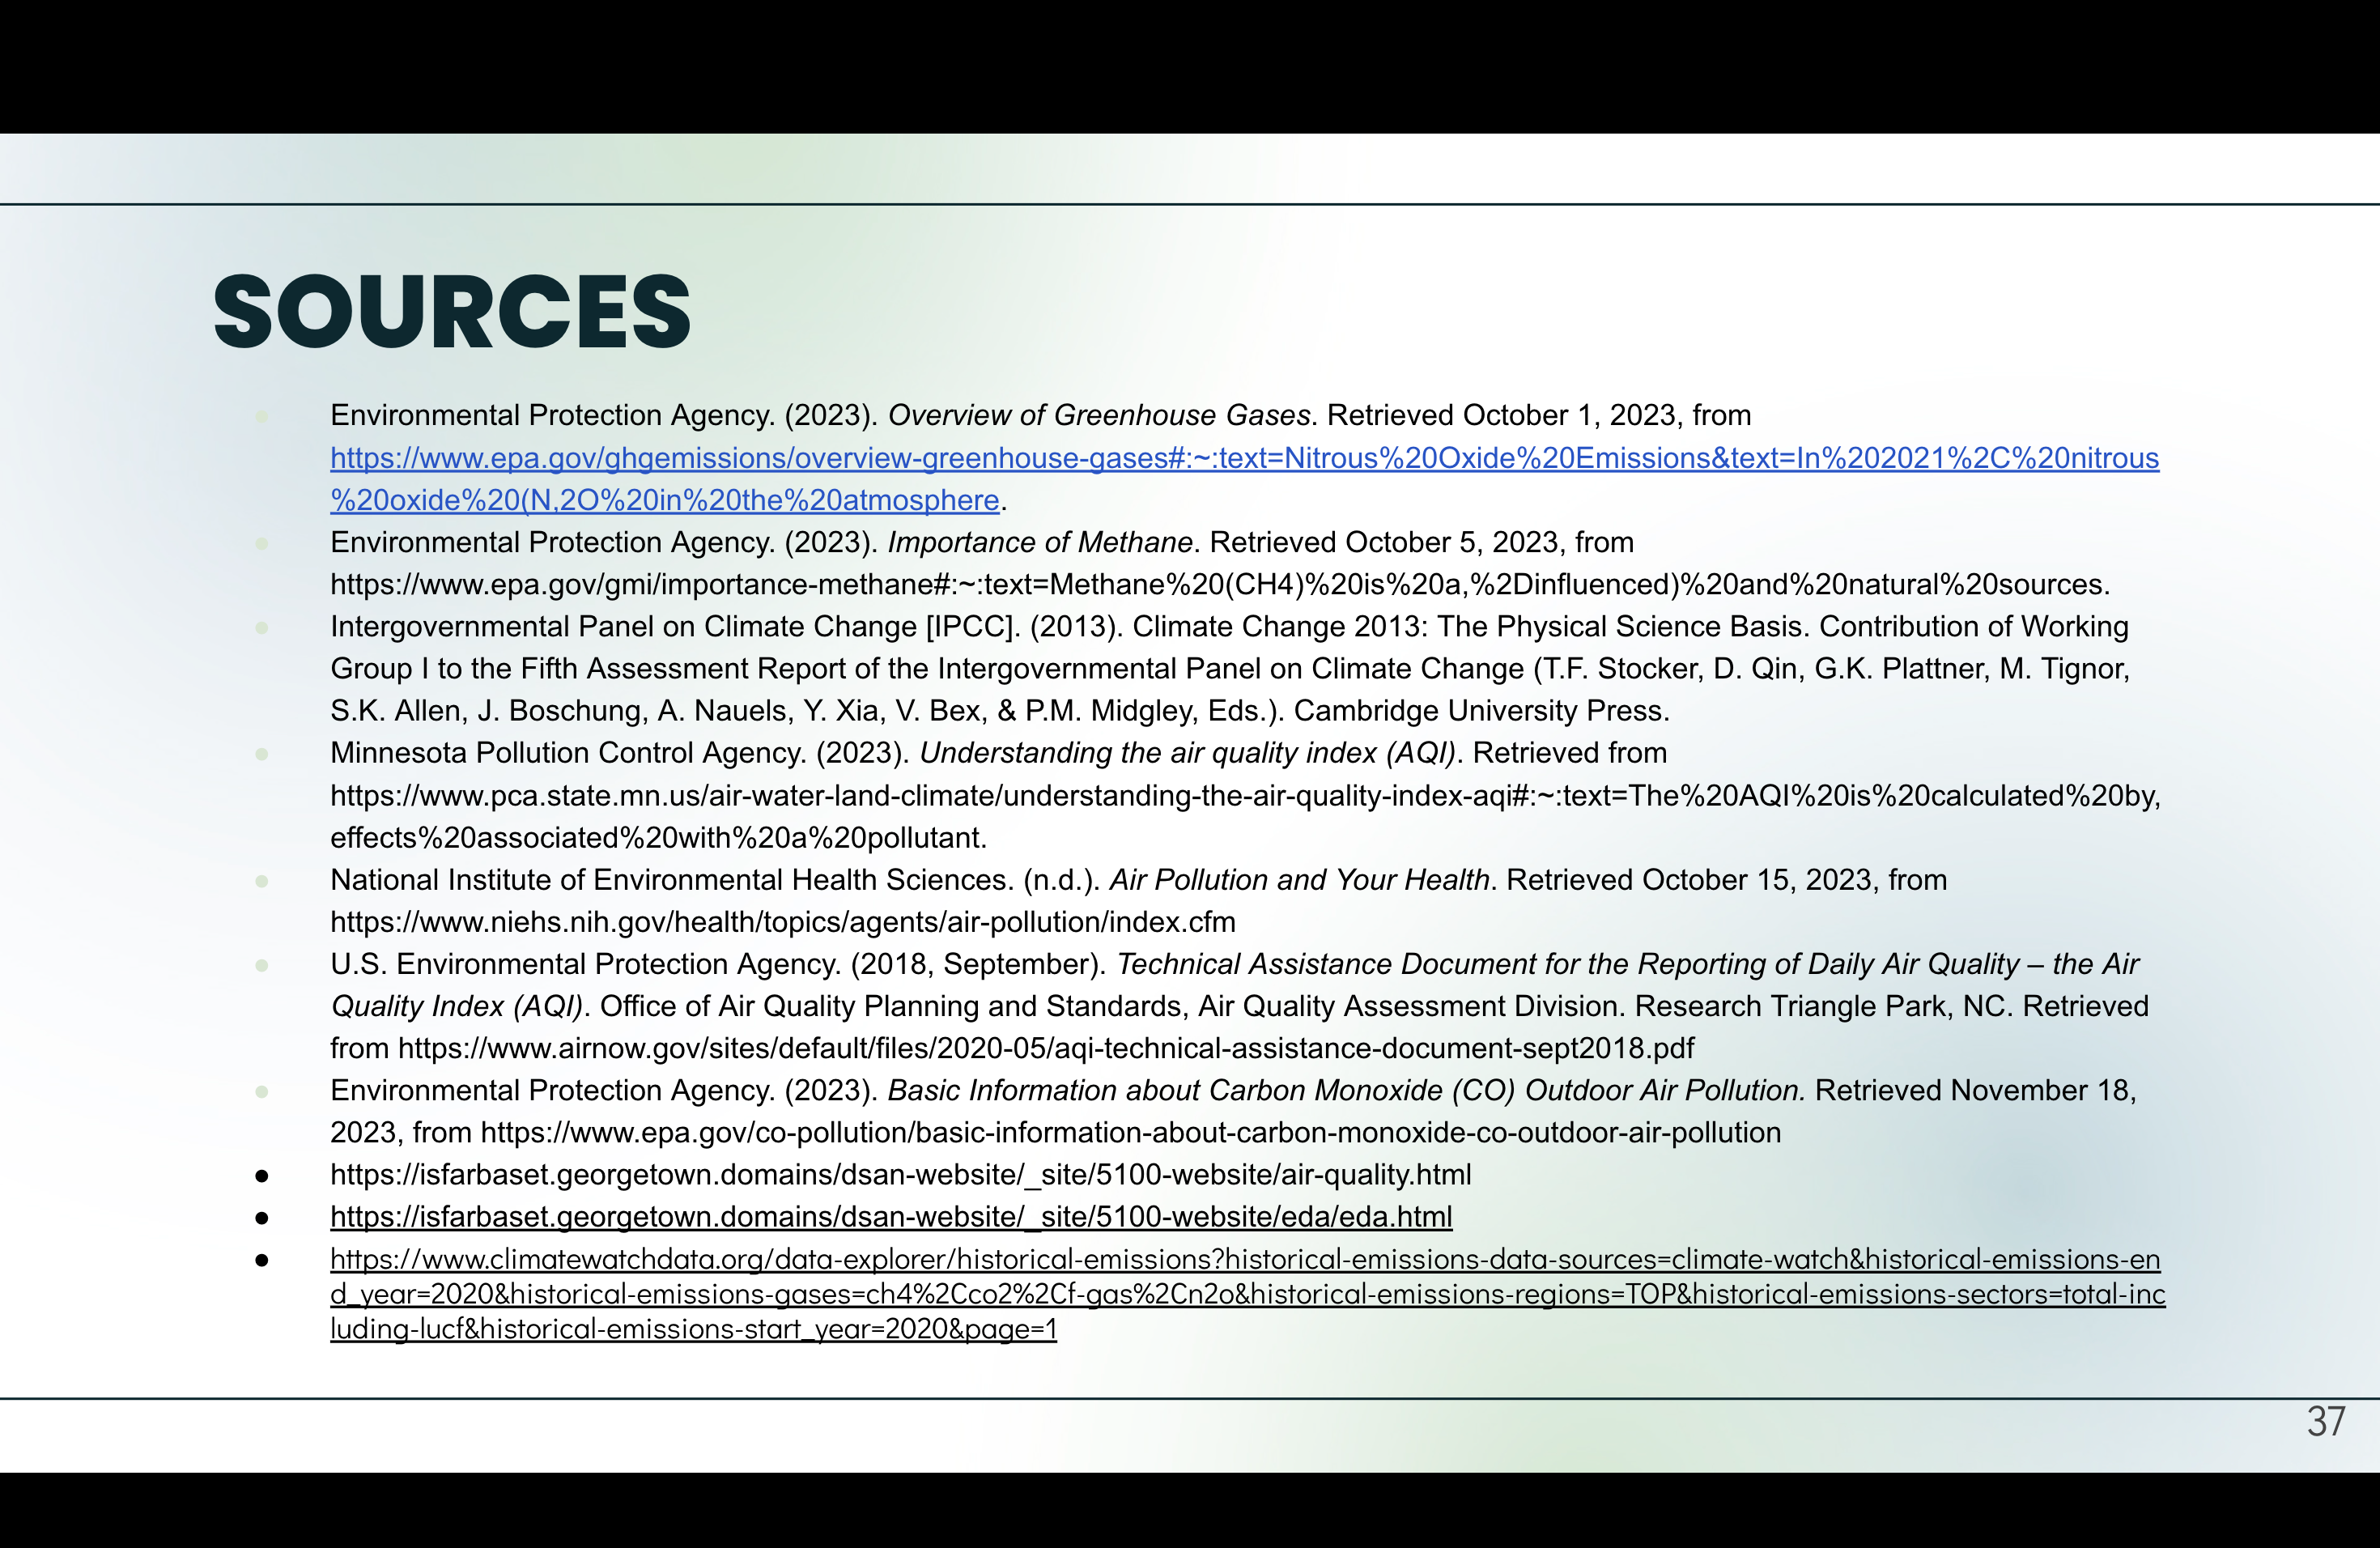 SOURCES
● Environmental Protection Agency. (2023). Overview of Greenhouse Gases. Retrieved October 1, 2023, from
https://www.epa.gov/ghgemissions/overview-greenhouse-gases#:~:text=Nitrous%20Oxide%20Emissions&text=In%202021%2C%20nitrous
%20oxide%20(N,2O%20in%20the%20atmosphere.
● Environmental Protection Agency. (2023). Importance of Methane. Retrieved October 5, 2023, from
https://www.epa.gov/gmi/importance-methane#:~:text=Methane%20(CH4)%20is%20a,%2Dinfluenced)%20and%20natural%20sources.
● Intergovernmental Panel on Climate Change [IPCC]. (2013). Climate Change 2013: The Physical Science Basis. Contribution of Working
Group I to the Fifth Assessment Report of the Intergovernmental Panel on Climate Change (T.F. Stocker, D. Qin, G.K. Plattner, M. Tignor,
S.K. Allen, J. Boschung, A. Nauels, Y. Xia, V. Bex, & P.M. Midgley, Eds.). Cambridge University Press.
● Minnesota Pollution Control Agency. (2023). Understanding the air quality index (AQI). Retrieved from
https://www.pca.state.mn.us/air-water-land-climate/understanding-the-air-quality-index-aqi#:~:text=The%20AQI%20is%20calculated%20by,
effects%20associated%20with%20a%20pollutant.
● National Institute of Environmental Health Sciences. (n.d.). Air Pollution and Your Health. Retrieved October 15, 2023, from
https://www.niehs.nih.gov/health/topics/agents/air-pollution/index.cfm
● U.S. Environmental Protection Agency. (2018, September). Technical Assistance Document for the Reporting of Daily Air Quality – the Air
Quality Index (AQI). Office of Air Quality Planning and Standards, Air Quality Assessment Division. Research Triangle Park, NC. Retrieved
from https://www.airnow.gov/sites/default/files/2020-05/aqi-technical-assistance-document-sept2018.pdf
● Environmental Protection Agency. (2023). Basic Information about Carbon Monoxide (CO) Outdoor Air Pollution. Retrieved November 18,
2023, from https://www.epa.gov/co-pollution/basic-information-about-carbon-monoxide-co-outdoor-air-pollution
● https://isfarbaset.georgetown.domains/dsan-website/_site/5100-website/air-quality.html
● https://isfarbaset.georgetown.domains/dsan-website/_site/5100-website/eda/eda.html
● https://www.climatewatchdata.org/data-explorer/historical-emissions?historical-emissions-data-sources=climate-watch&historical-emissions-en
d_year=2020&historical-emissions-gases=ch4%2Cco2%2Cf-gas%2Cn2o&historical-emissions-regions=TOP&historical-emissions-sectors=total-inc
luding-lucf&historical-emissions-start_year=2020&page=1
37